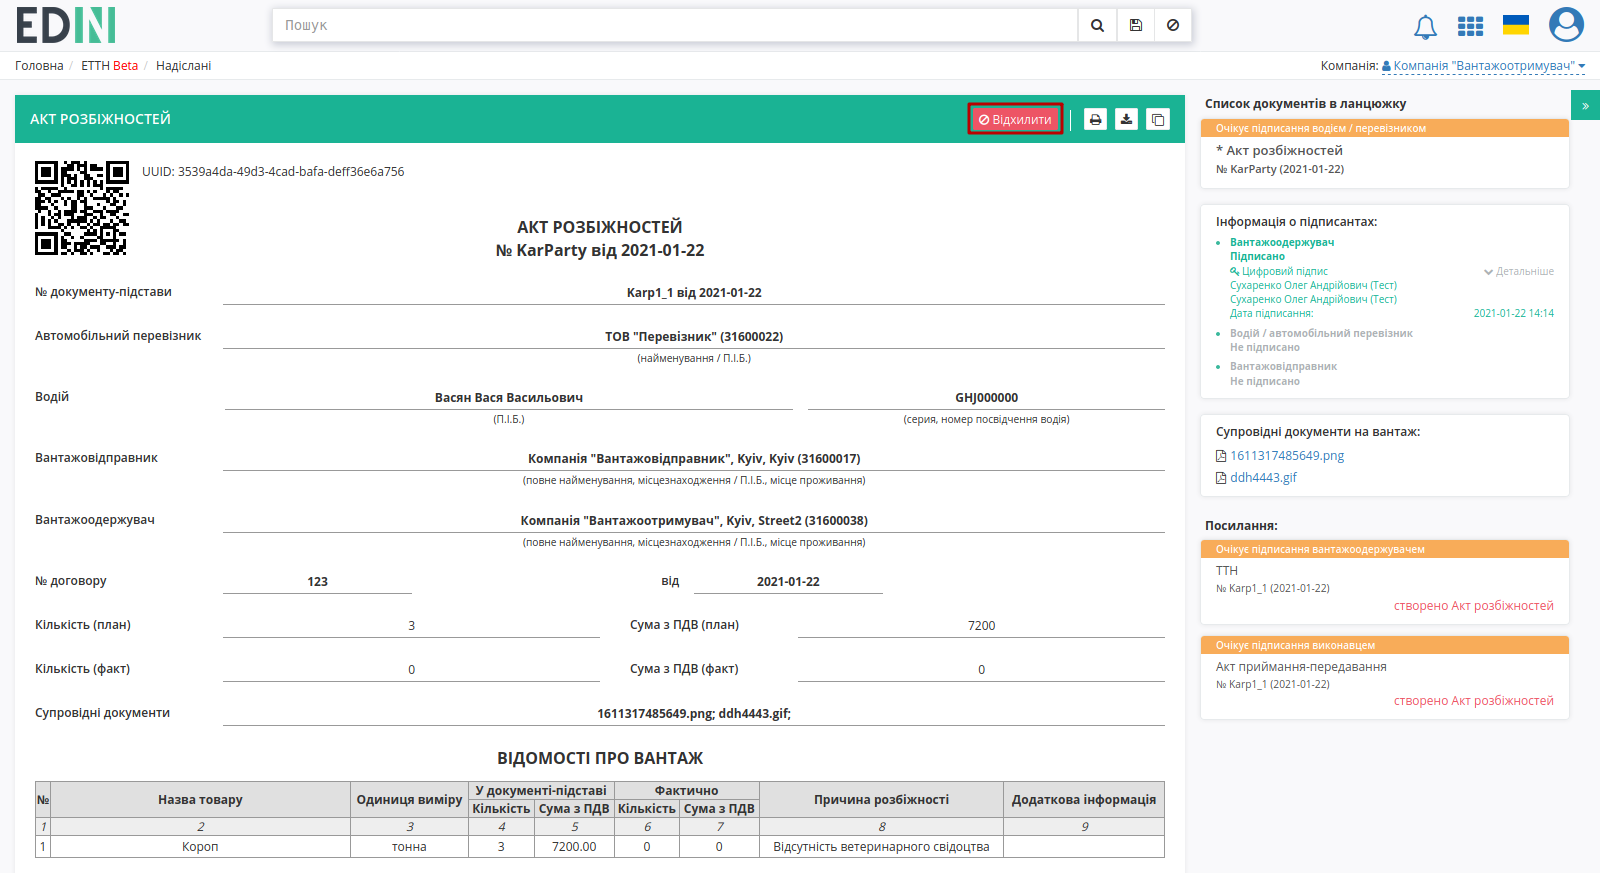 EDIN
Пошук
Головна / ЕТТН Beta / Надіслані
Компанія: Компанія "Вантажоотримувач"
АКТ РОЗБІЖНОСТЕЙ
Відхилити
UUID: 3539a4da-49d3-4cad-bafa-deff36e6a756
АКТ РОЗБІЖНОСТЕЙ
№ KarParty від 2021-01-22
№ документу-підстави
Karp1_1 від 2021-01-22
Автомобільний перевізник
ТОВ "Перевізник" (31600022)
(найменування / П.І.Б.)
Водій
Васян Вася Васильович
GHJ000000
(П.І.Б.)
(серия, номер посвідчення водія)
Вантажовідправник
Компанія "Вантажовідправник", Kyiv, Kyiv (31600017)
(повне найменування, місцезнаходження / П.І.Б., місце проживання)
Вантажоодержувач
Компанія "Вантажоотримувач", Kyiv, Street2 (31600038)
(повне найменування, місцезнаходження / П.І.Б., місце проживання)
№ договору
123
від
2021-01-22
Кількість (план)
3
Сума з ПДВ (план)
7200
Кількість (факт)
0
Сума з ПДВ (факт)
0
Супровідні документи
1611317485649.png; ddh4443.gif;
ВІДОМОСТІ ПРО ВАНТАЖ
№ Назва товару Одиниця виміру У документі-підставі Фактично Причина розбіжності Додаткова інформація
Кількість Сума з ПДВ Кількість Сума з ПДВ
1 2 3 4 5 6 7 8 9
1 Короп тонна 3 7200.00 0 0 Відсутність ветеринарного свідоцтва
Список документів в ланцюжку
»
Очікує підписання водієм / перевізником
* Акт розбіжностей
№ KarParty (2021-01-22)
Інформація о підписантах:
Вантажоодержувач
Підписано
Цифровий підпис
Детальніше
Сухаренко Олег Андрійович (Тест)
Сухаренко Олег Андрійович (Тест)
Дата підписання: 2021-01-22 14:14
Водій / автомобільний перевізник
Не підписано
Вантажовідправник
Не підписано
Супровідні документи на вантаж:
1611317485649.png
ddh4443.gif
Посилання:
Очікує підписання вантажоодержувачем
ТТН
№ Karp1_1 (2021-01-22)
створено Акт розбіжностей
Очікує підписання виконавцем
Акт приймання-передавання
№ Karp1_1 (2021-01-22)
створено Акт розбіжностей